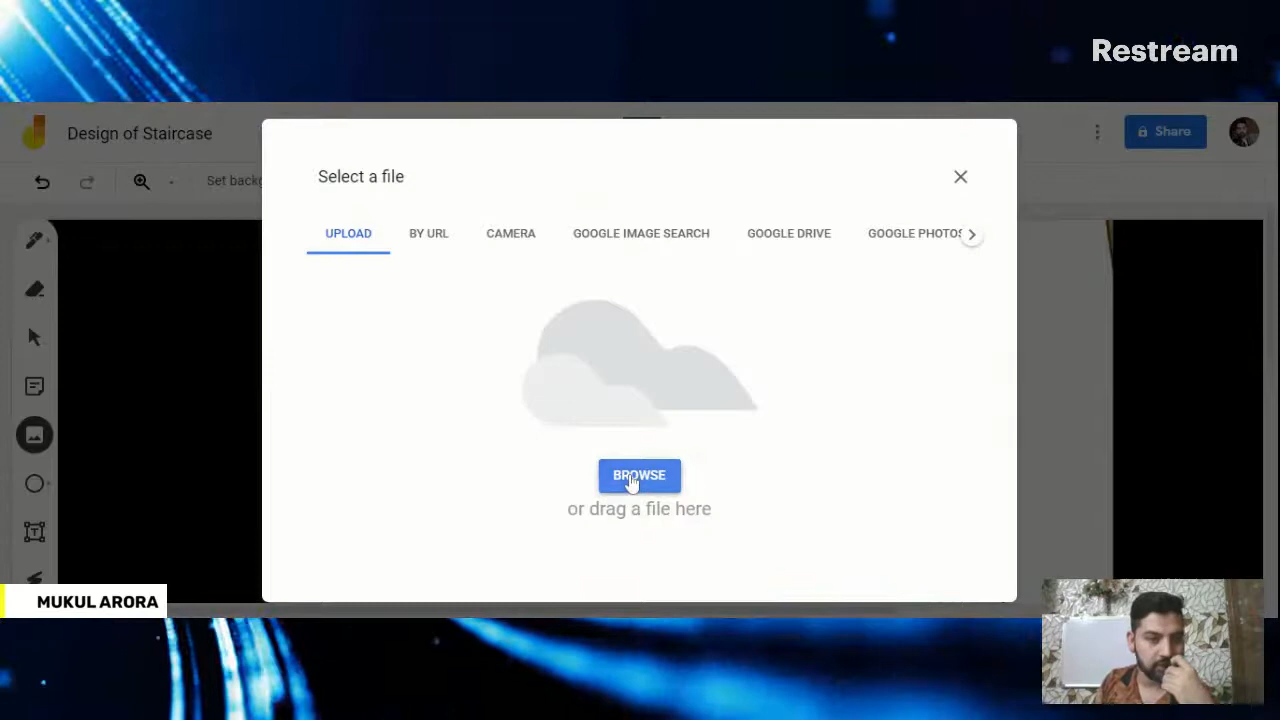 Restream
Design of Staircase
Share
Set backg
Select a file
UPLOAD
BY URL
CAMERA
GOOGLE IMAGE SEARCH
GOOGLE DRIVE
GOOGLE PHOTOS
BROWSE
or drag a file here
T
MUKUL ARORA